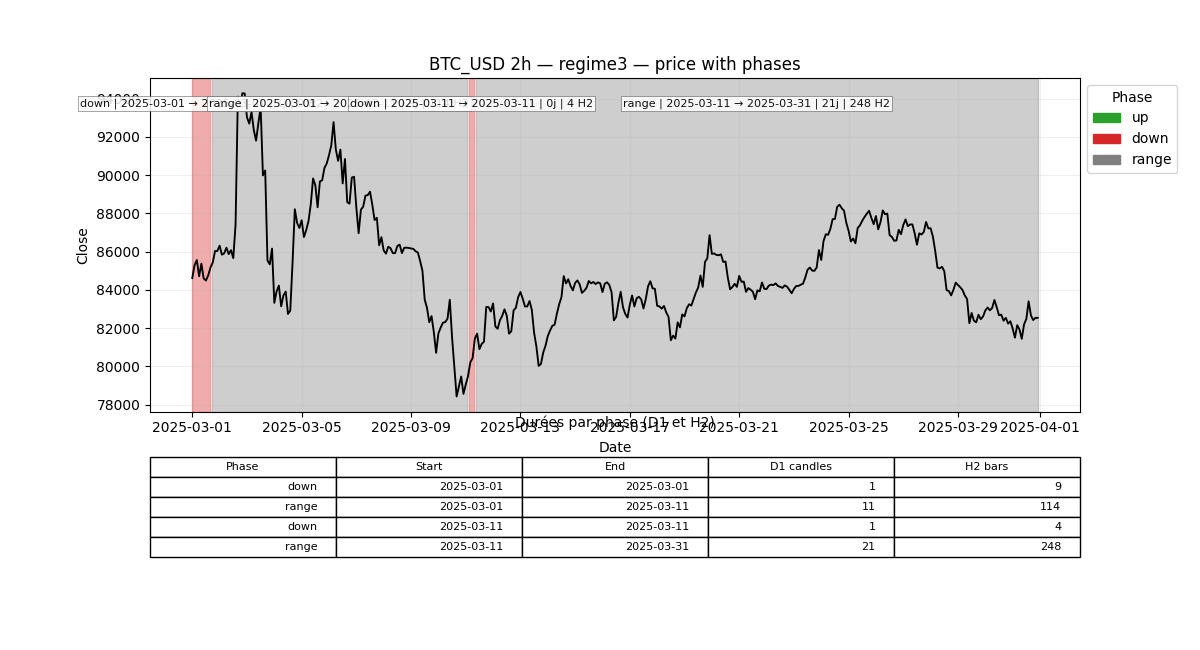 BTC_USD 2h — regime3 — price with phases
down | 2025-03-01 → 2
range | 2025-03-01 → 20
down | 2025-03-11 → 2025-03-11 | 0j | 4 H2
range | 2025-03-11 → 2025-03-31 | 21j | 248 H2
Phase
up
down
range
94000
92000
90000
88000
86000
84000
82000
80000
78000
Close
2025-03-01 2025-03-05 2025-03-09 2025-03-13 2025-03-17 2025-03-21 2025-03-25 2025-03-29 2025-04-01
Durées par phase (D1 et H2)
Date
Phase Start End D1 candles H2 bars
down 2025-03-01 2025-03-01 1 9
range 2025-03-01 2025-03-11 11 114
down 2025-03-11 2025-03-11 1 4
range 2025-03-11 2025-03-31 21 248